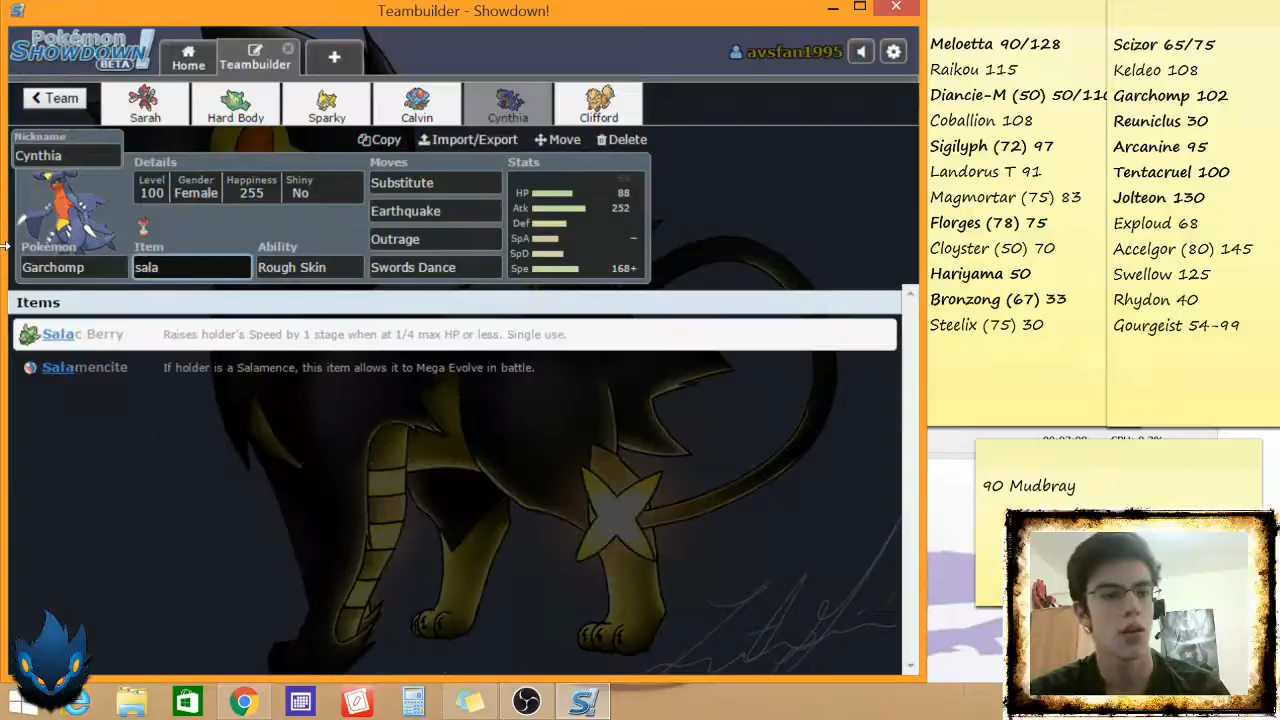 Teambuilder - Showdown!
Pokémon
SHOWDOWN!
BETA
Home
Teambuilder
+
avsfan1995
< Team
Sarah
Hard Body
Sparky
Calvin
Cynthia
Clifford
Copy
Import/Export
Move
Delete
Nickname
Cynthia
Details
Level
100
Gender
Female
Happiness
255
Shiny
No
Moves
Substitute
Earthquake
Outrage
Swords Dance
Stats
HP 88
Atk 252
Def
SpA –
SpD
Spe 168+
Pokémon
Garchomp
Item
sala
Ability
Rough Skin
Items
Salac Berry Raises holder's Speed by 1 stage when at 1/4 max HP or less. Single use.
Salamencite If holder is a Salamence, this item allows it to Mega Evolve in battle.
Meloetta 90/128
Raikou 115
Diancie-M (50) 50/110
Coballion 108
Sigilyph (72) 97
Landorus T 91
Magmortar (75) 83
Florges (78) 75
Cloyster (50) 70
Hariyama 50
Bronzong (67) 33
Steelix (75) 30
Scizor 65/75
Keldeo 108
Garchomp 102
Reuniclus 30
Arcanine 95
Tentacruel 100
Jolteon 130
Exploud 68
Accelgor (80) 145
Swellow 125
Rhydon 40
Gourgeist 54-99
90 Mudbray